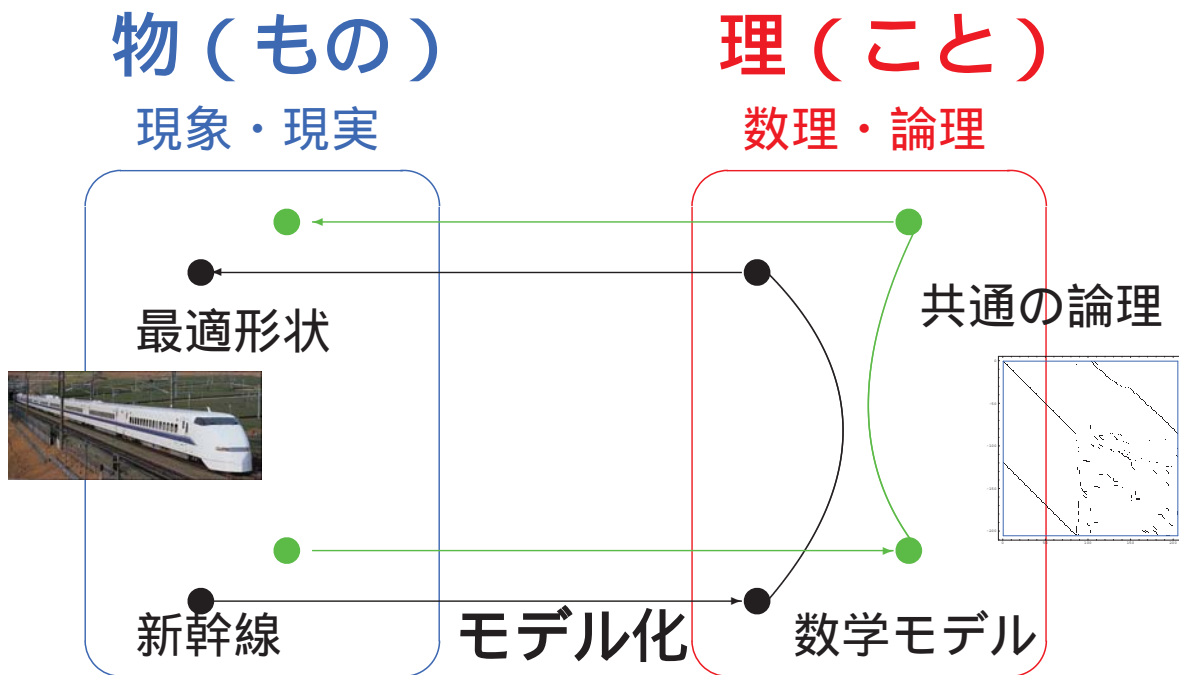 物（もの）
理（こと）
現象・現実
数理・論理
共通の論理
最適形状
新幹線
モデル化
数学モデル